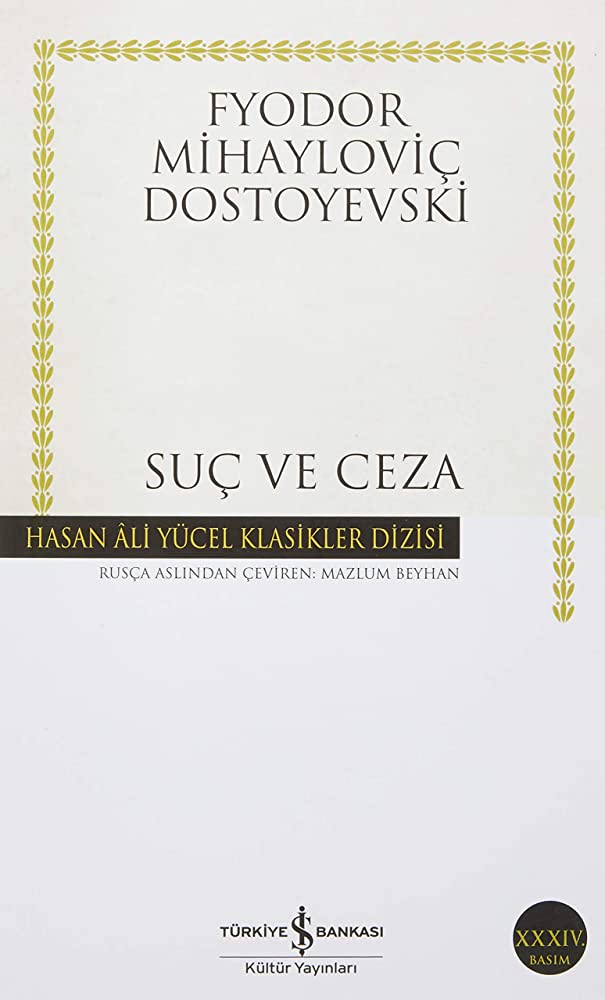 FYODOR
MİHAYLOVİÇ
DOSTOYEVSKİ
SUÇ VE CEZA
HASAN ÂLİ YÜCEL KLASİKLER DİZİSİ
RUSÇA ASLINDAN ÇEVİREN: MAZLUM BEYHAN
TÜRKİYE İŞ BANKASI
Kültür Yayınları
XXXIV.
BASIM